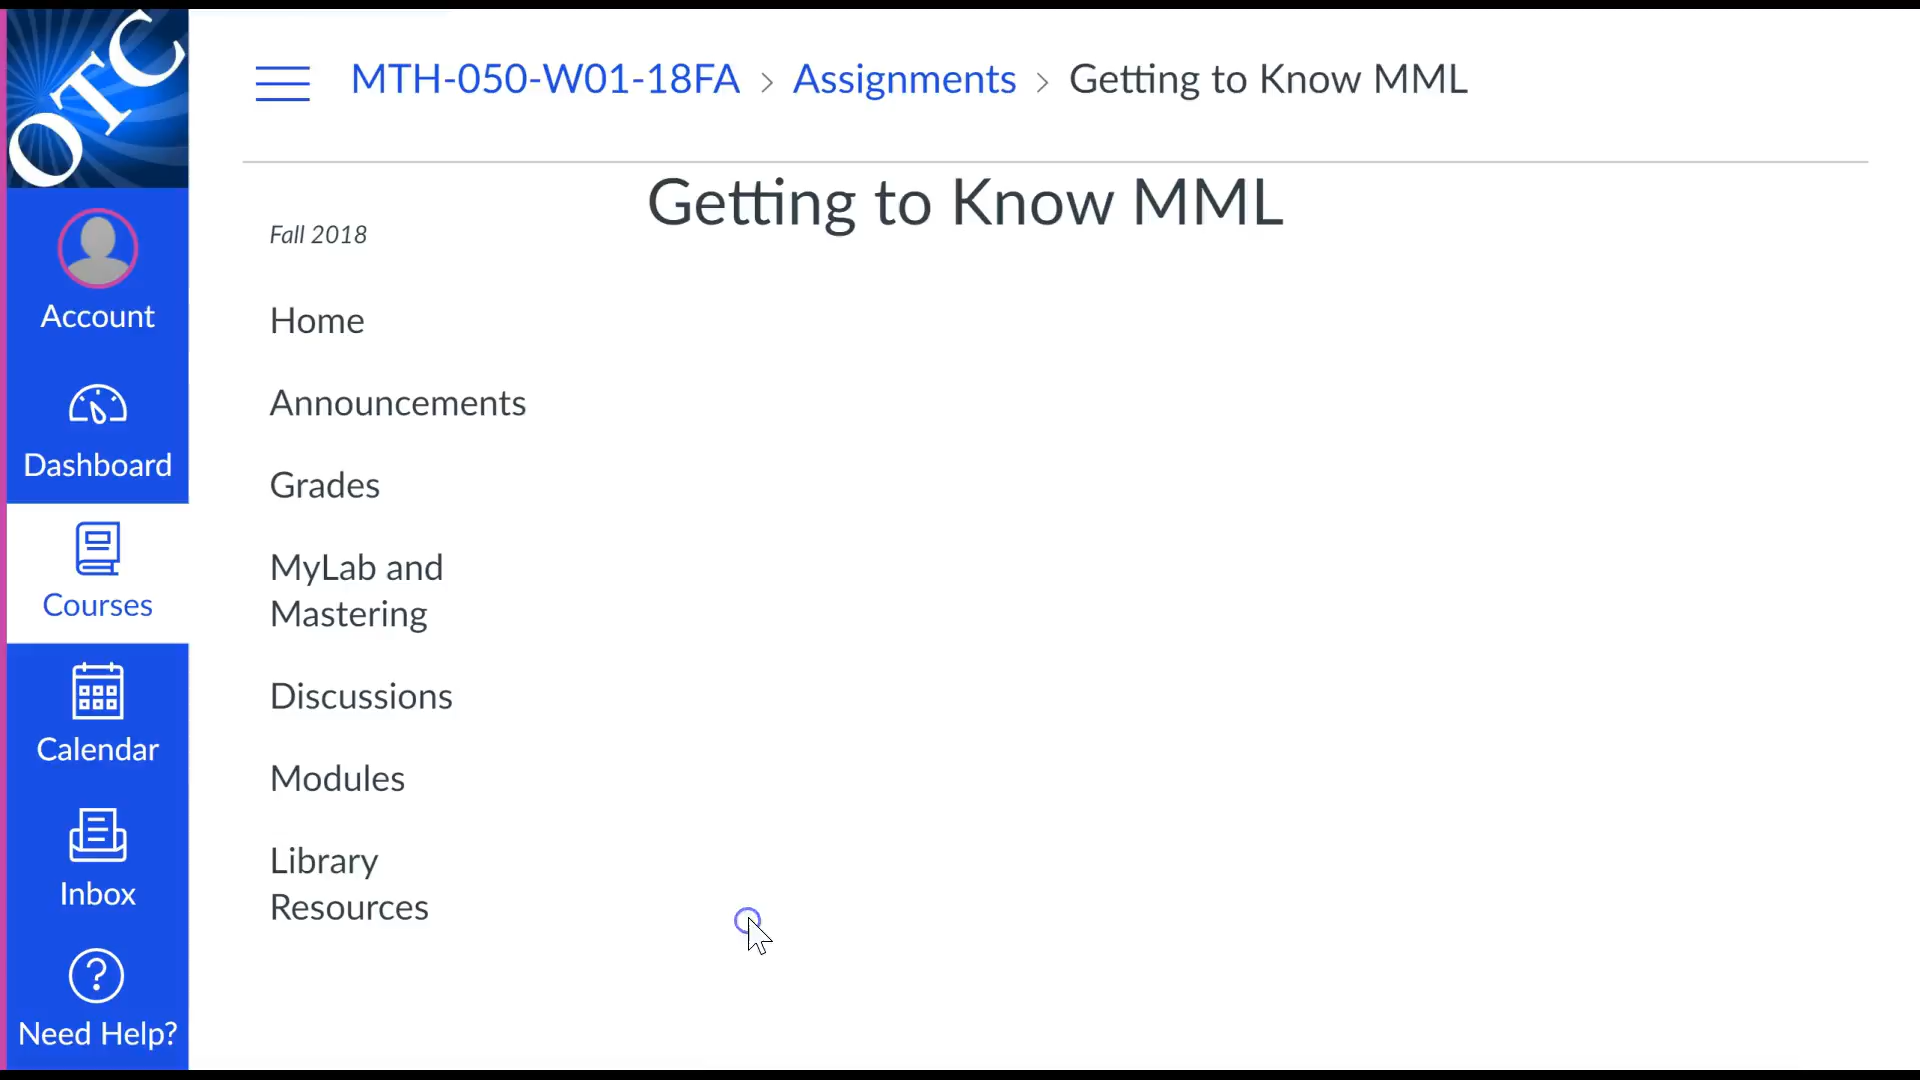 OTC
MTH-050-W01-18FA > Assignments > Getting to Know MML
Account
Dashboard
Courses
Calendar
Inbox
Need Help?
Fall 2018
Home
Announcements
Grades
MyLab and
Mastering
Discussions
Modules
Library
Resources
Getting to Know MML